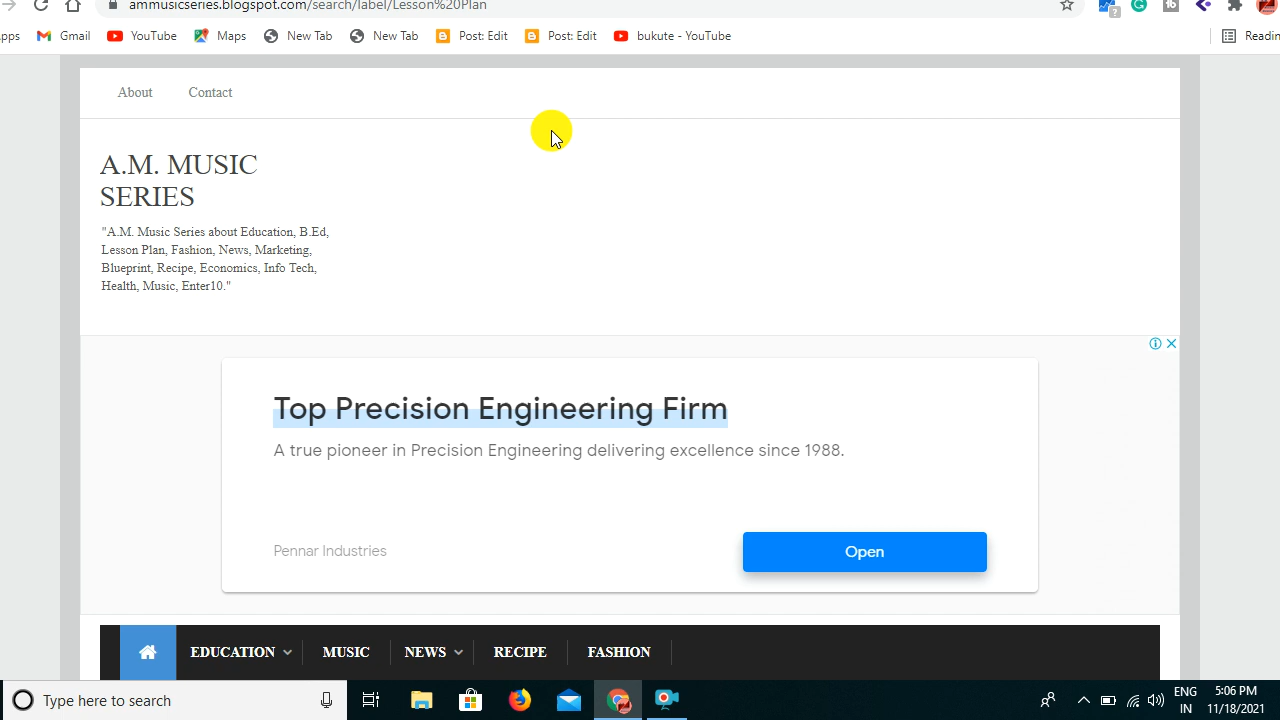 ammusicseries.blogspot.com/search/label/Lesson%20Plan
pps Gmail YouTube Maps New Tab New Tab Post: Edit Post: Edit bukute - YouTube Readin
About Contact
A.M. MUSIC
SERIES
"A.M. Music Series about Education, B.Ed,
Lesson Plan, Fashion, News, Marketing,
Blueprint, Recipe, Economics, Info Tech,
Health, Music, Enter10."
Top Precision Engineering Firm
A true pioneer in Precision Engineering delivering excellence since 1988.
Pennar Industries Open
EDUCATION MUSIC NEWS RECIPE FASHION
Type here to search
ENG 5:06 PM
IN 11/18/2021